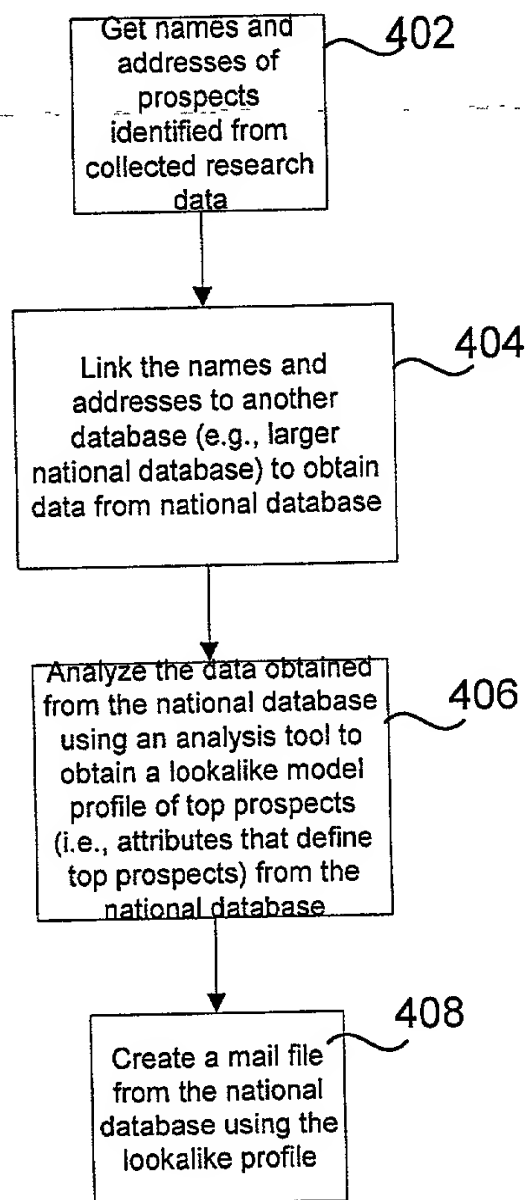 Get names and
addresses of
prospects
identified from
collected research
data
402
Link the names and
addresses to another
database (e.g., larger
national database) to obtain
data from national database
404
Analyze the data obtained
from the national database
using an analysis tool to
obtain a lookalike model
profile of top prospects
(i.e., attributes that define
top prospects) from the
national database
406
Create a mail file
from the national
database using the
lookalike profile
408